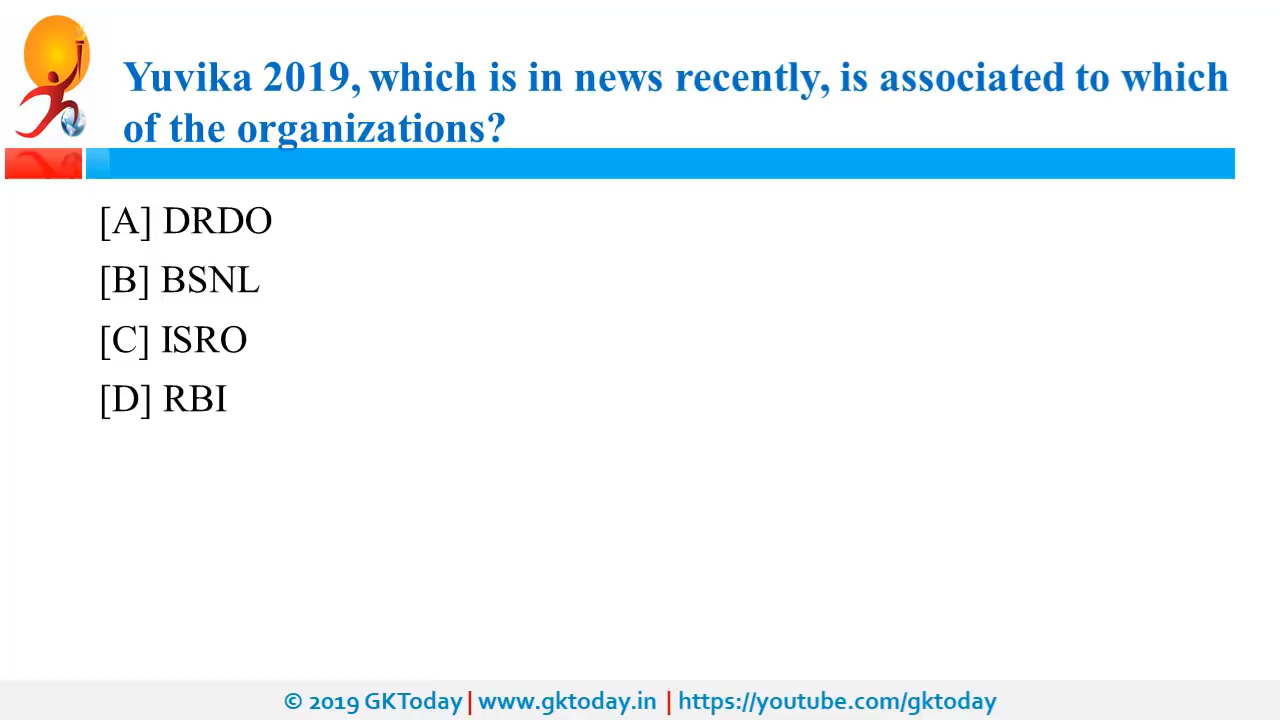 Yuvika 2019, which is in news recently, is associated to which
of the organizations?
[A] DRDO
[B] BSNL
[C] ISRO
[D] RBI
© 2019 GKToday | www.gktoday.in | https://youtube.com/gktoday